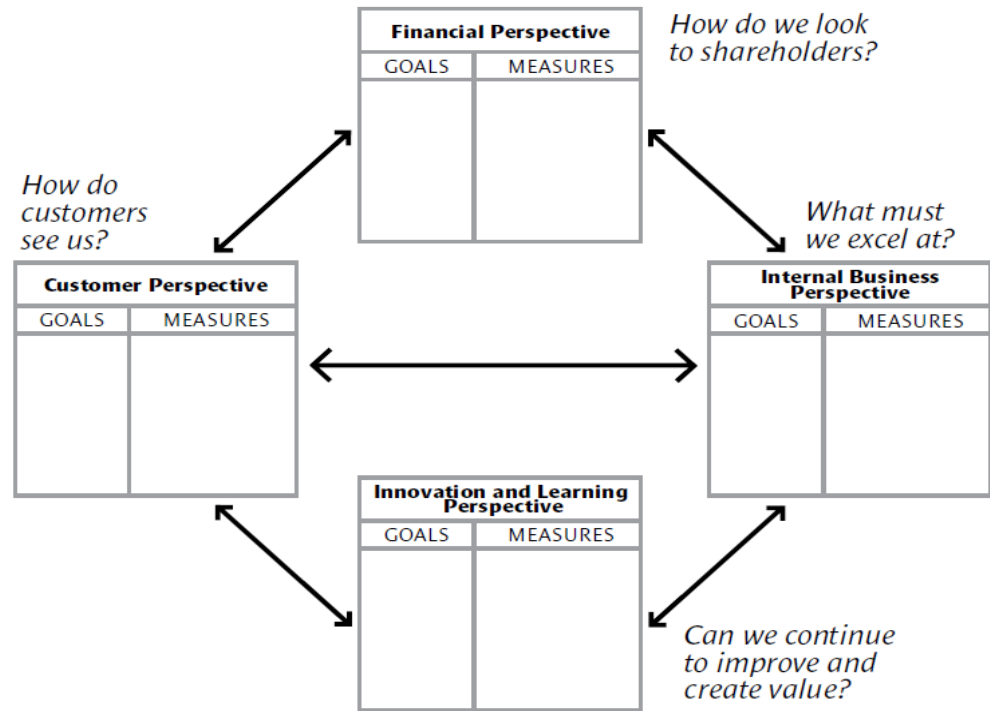 Financial Perspective
GOALS MEASURES
How do we look
to shareholders?
How do
customers
see us?
Customer Perspective
GOALS MEASURES
What must
we excel at?
Internal Business
Perspective
GOALS MEASURES
Innovation and Learning
Perspective
GOALS MEASURES
Can we continue
to improve and
create value?